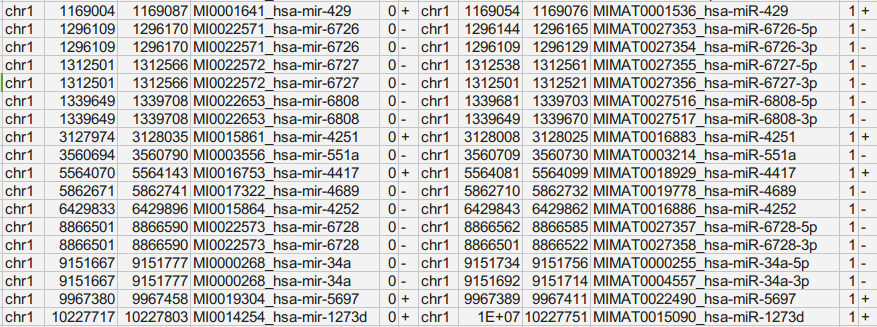 chr1 1169004 1169087 MI0001641_hsa-mir-429 0 + chr1 1169054 1169076 MIMAT0001536_hsa-miR-429 1 +
chr1 1296109 1296170 MI0022571_hsa-mir-6726 0 - chr1 1296144 1296165 MIMAT0027353_hsa-miR-6726-5p 1 -
chr1 1296109 1296170 MI0022571_hsa-mir-6726 0 - chr1 1296109 1296129 MIMAT0027354_hsa-miR-6726-3p 1 -
chr1 1312501 1312566 MI0022572_hsa-mir-6727 0 - chr1 1312538 1312561 MIMAT0027355_hsa-miR-6727-5p 1 -
chr1 1312501 1312566 MI0022572_hsa-mir-6727 0 - chr1 1312501 1312521 MIMAT0027356_hsa-miR-6727-3p 1 -
chr1 1339649 1339708 MI0022653_hsa-mir-6808 0 - chr1 1339681 1339703 MIMAT0027516_hsa-miR-6808-5p 1 -
chr1 1339649 1339708 MI0022653_hsa-mir-6808 0 - chr1 1339649 1339670 MIMAT0027517_hsa-miR-6808-3p 1 -
chr1 3127974 3128035 MI0015861_hsa-mir-4251 0 + chr1 3128008 3128025 MIMAT0016883_hsa-miR-4251 1 +
chr1 3560694 3560790 MI0003556_hsa-mir-551a 0 - chr1 3560709 3560730 MIMAT0003214_hsa-miR-551a 1 -
chr1 5564070 5564143 MI0016753_hsa-mir-4417 0 + chr1 5564081 5564099 MIMAT0018929_hsa-miR-4417 1 +
chr1 5862671 5862741 MI0017322_hsa-mir-4689 0 - chr1 5862710 5862732 MIMAT0019778_hsa-miR-4689 1 -
chr1 6429833 6429896 MI0015864_hsa-mir-4252 0 - chr1 6429843 6429862 MIMAT0016886_hsa-miR-4252 1 -
chr1 8866501 8866590 MI0022573_hsa-mir-6728 0 - chr1 8866562 8866585 MIMAT0027357_hsa-miR-6728-5p 1 -
chr1 8866501 8866590 MI0022573_hsa-mir-6728 0 - chr1 8866501 8866522 MIMAT0027358_hsa-miR-6728-3p 1 -
chr1 9151667 9151777 MI0000268_hsa-mir-34a 0 - chr1 9151734 9151756 MIMAT0000255_hsa-miR-34a-5p 1 -
chr1 9151667 9151777 MI0000268_hsa-mir-34a 0 - chr1 9151692 9151714 MIMAT0004557_hsa-miR-34a-3p 1 -
chr1 9967380 9967458 MI0019304_hsa-mir-5697 0 + chr1 9967389 9967411 MIMAT0022490_hsa-miR-5697 1 +
chr1 10227717 10227803 MI0014254_hsa-mir-1273d 0 + chr1 1E+07 10227751 MIMAT0015090_hsa-miR-1273d 1 +